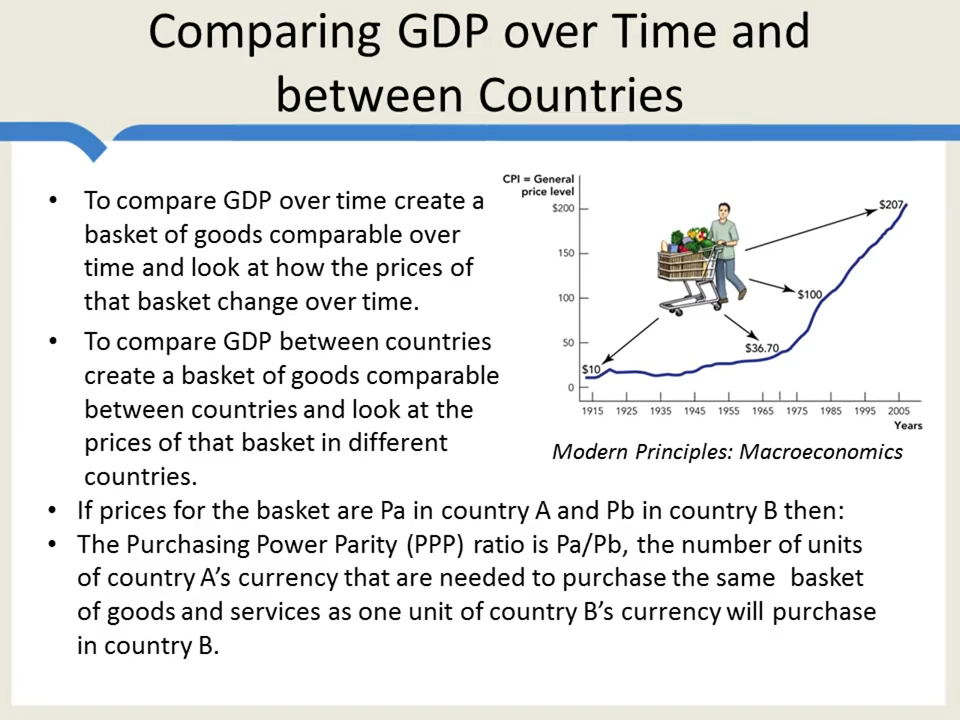 Comparing GDP over Time and
between Countries
• To compare GDP over time create a
basket of goods comparable over
time and look at how the prices of
that basket change over time.
• To compare GDP between countries
create a basket of goods comparable
between countries and look at the
prices of that basket in different
countries.
CPI = General
price level
$200
150
100
50
0
$207
$100
$36.70
$10
1915 1925 1935 1945 1955 1965 1975 1985 1995 2005
Years
Modern Principles: Macroeconomics
• If prices for the basket are Pa in country A and Pb in country B then:
• The Purchasing Power Parity (PPP) ratio is Pa/Pb, the number of units
of country A’s currency that are needed to purchase the same basket
of goods and services as one unit of country B’s currency will purchase
in country B.